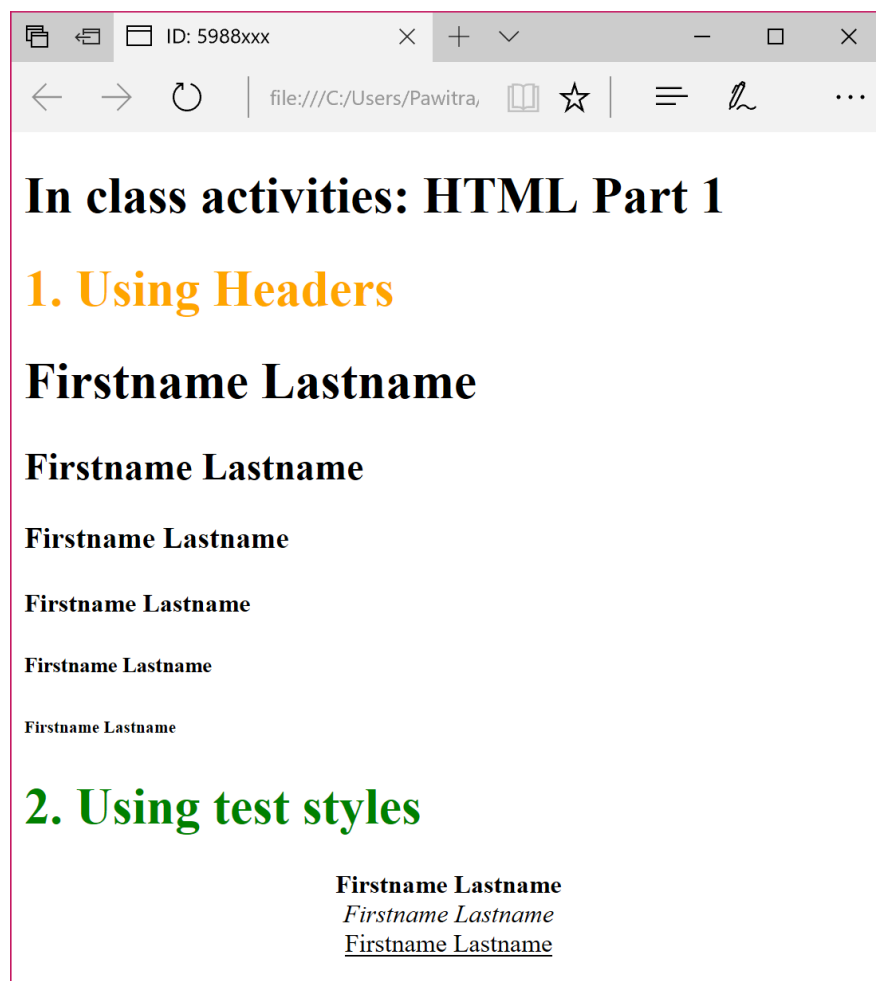 ID: 5988xxx
file:///C:/Users/Pawitra/
In class activities: HTML Part 1
1. Using Headers
Firstname Lastname
Firstname Lastname
Firstname Lastname
Firstname Lastname
Firstname Lastname
Firstname Lastname
2. Using test styles
Firstname Lastname
Firstname Lastname
Firstname Lastname